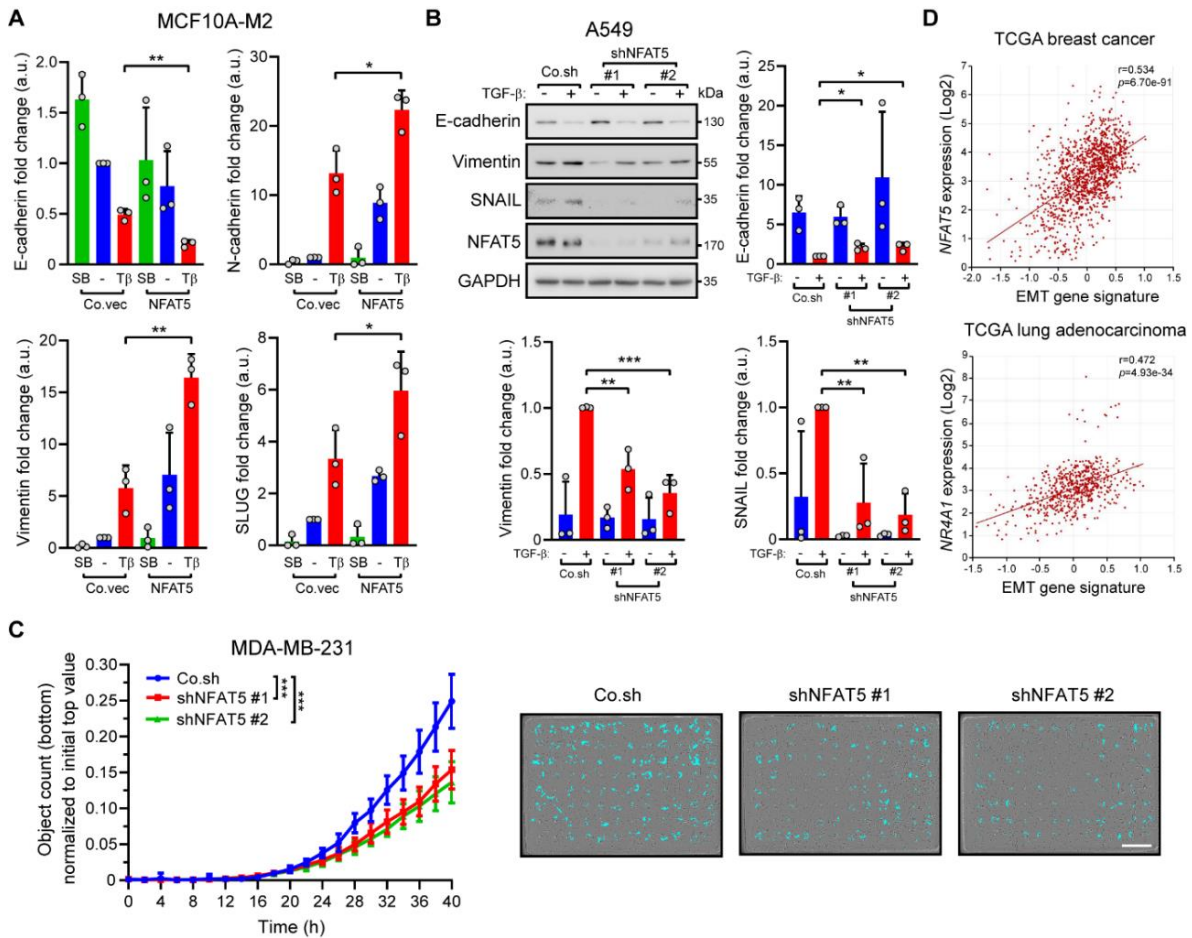 A
MCF10A-M2
E-cadherin fold change (a.u.)
2.0
1.5
1.0
0.5
0
**
SB - Tβ SB - Tβ
Co.vec NFAT5
N-cadherin fold change (a.u.)
30
20
10
0
*
SB - Tβ SB - Tβ
Co.vec NFAT5
Vimentin fold change (a.u.)
20
15
10
5
0
**
SB - Tβ SB - Tβ
Co.vec NFAT5
SLUG fold change (a.u.)
8
6
4
2
0
*
SB - Tβ SB - Tβ
Co.vec NFAT5
B
A549
shNFAT5
Co.sh #1 #2
TGF-β: - + - + - + kDa
E-cadherin 130
Vimentin 55
SNAIL 35
NFAT5 170
GAPDH 35
E-cadherin fold change (a.u.)
25
20
15
10
5
0
*
*
TGF-β: - + - + - +
Co.sh #1 #2
shNFAT5
Vimentin fold change (a.u.)
1.5
1.0
0.5
0
***
**
TGF-β: - + - + - +
Co.sh #1 #2
shNFAT5
SNAIL fold change (a.u.)
1.5
1.0
0.5
0
**
**
TGF-β: - + - + - +
Co.sh #1 #2
shNFAT5
D
TCGA breast cancer
r=0.534
p=6.70e-91
NFAT5 expression (Log2)
7
6
5
4
3
2
1
0
-2.0 -1.5 -1.0 -0.5 0 0.5 1.0 1.5
EMT gene signature
TCGA lung adenocarcinoma
r=0.472
p=4.93e-34
NR4A1 expression (Log2)
9
8
7
6
5
4
3
2
1
0
-1.5 -1.0 -0.5 0 0.5 1.0 1.5
EMT gene signature
C
MDA-MB-231
Object count (bottom)
normalized to initial top value
0.30
0.25
0.20
0.15
0.10
0.05
0
Co.sh
shNFAT5 #1
shNFAT5 #2
***
***
0 4 8 12 16 20 24 28 32 36 40
Time (h)
Co.sh
shNFAT5 #1
shNFAT5 #2